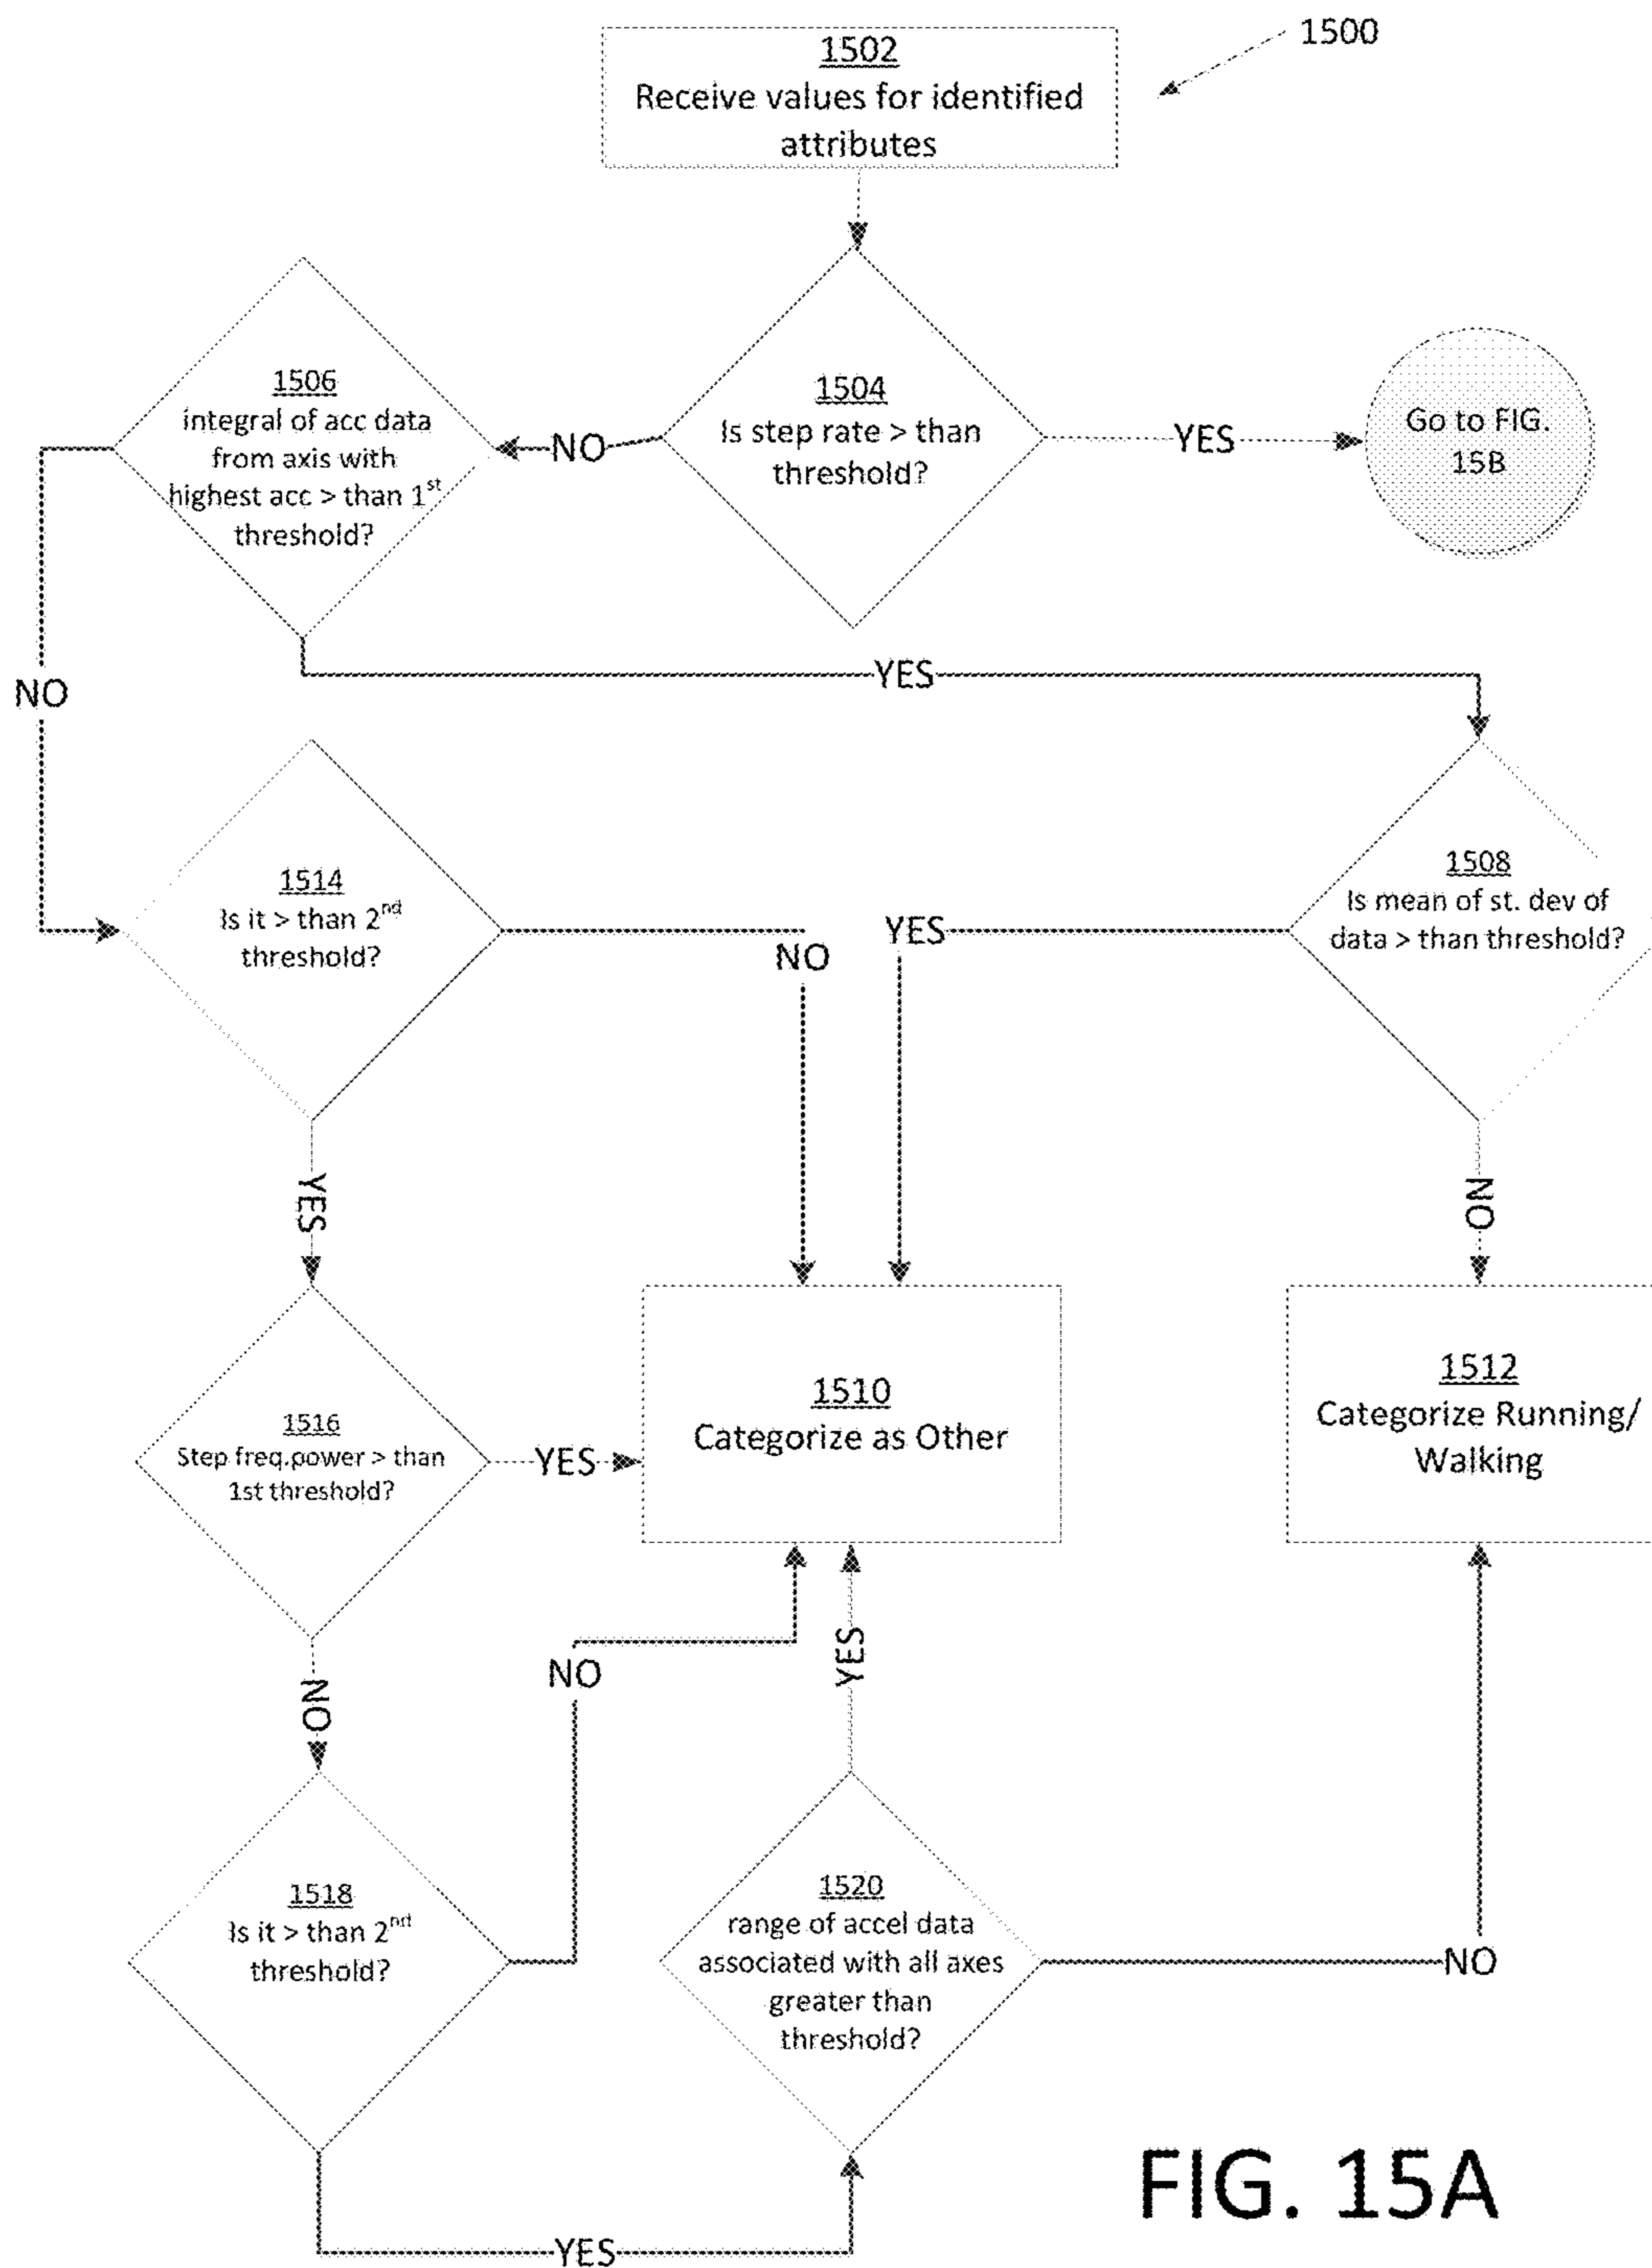 1500
1502
Receive values for identified
attributes
1506
integral of acc data
from axis with
highest acc > than 1st
threshold?
NO
1504
Is step rate > than
threshold?
YES
Go to FIG.
15B
YES
NO
1514
Is it > than 2nd
threshold?
NO
YES
1508
Is mean of st. dev of
data > than threshold?
YES
NO
1516
Step freq.power > than
1st threshold?
YES
1510
Categorize as Other
1512
Categorize Running/
Walking
NO
NO
YES
1518
Is it > than 2nd
threshold?
1520
range of accel data
associated with all axes
greater than
threshold?
NO
YES
FIG. 15A